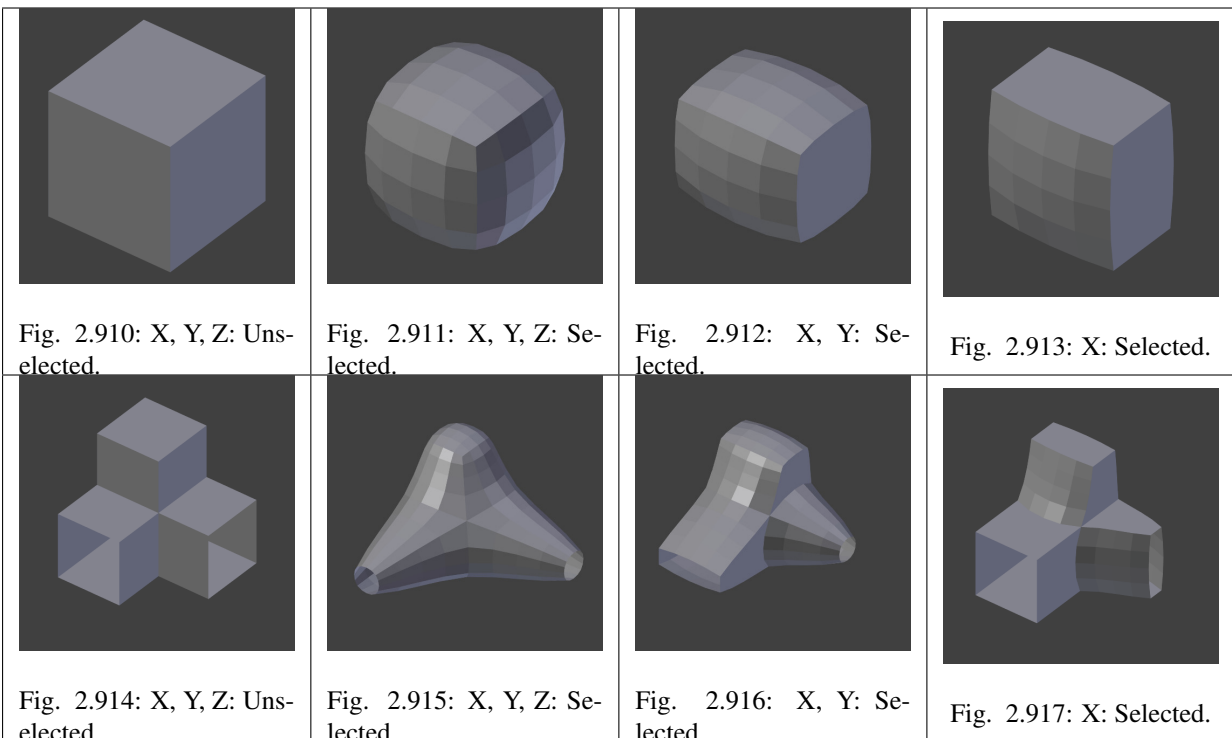 Fig. 2.910: X, Y, Z: Uns-
elected.
Fig. 2.911: X, Y, Z: Se-
lected.
Fig. 2.912: X, Y: Se-
lected.
Fig. 2.913: X: Selected.
Fig. 2.914: X, Y, Z: Uns-
elected
Fig. 2.915: X, Y, Z: Se-
lected
Fig. 2.916: X, Y: Se-
lected
Fig. 2.917: X: Selected.